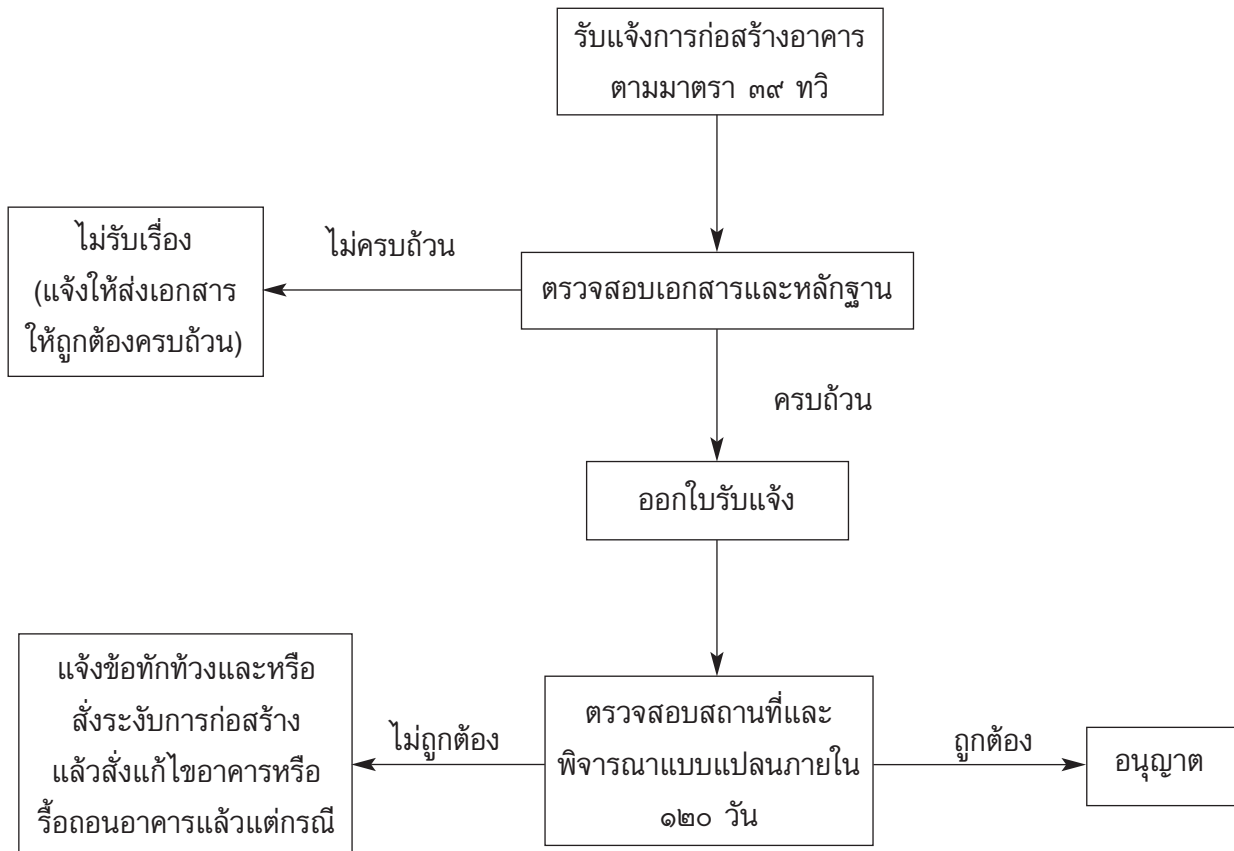 รับแจ้งการก่อสร้างอาคาร
ตามมาตรา ๓๙ ทวิ
ไม่รับเรื่อง
(แจ้งให้ส่งเอกสาร
ให้ถูกต้องครบถ้วน)
ไม่ครบถ้วน
ตรวจสอบเอกสารและหลักฐาน
ครบถ้วน
ออกใบรับแจ้ง
แจ้งข้อทักท้วงและหรือ
สั่งระงับการก่อสร้าง
แล้วสั่งแก้ไขอาคารหรือ
รื้อถอนอาคารแล้วแต่กรณี
ไม่ถูกต้อง
ตรวจสอบสถานที่และ
พิจารณาแบบแปลนภายใน
๑๒๐ วัน
ถูกต้อง
อนุญาต